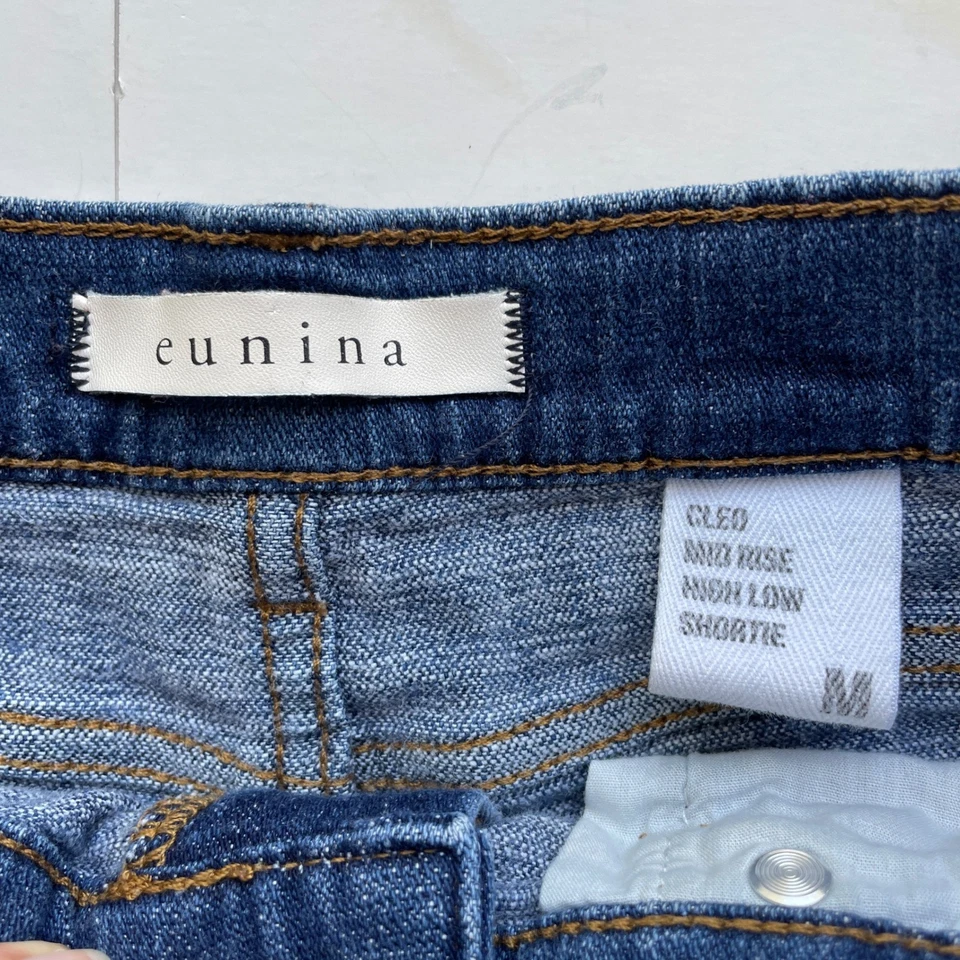 eunina
CLEO
MID RISE
HIGH LOW
SHORTIE
M